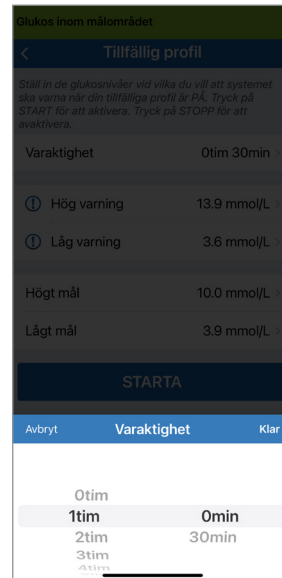 Glukos inom målområdet
Tillfällig profil
Ställ in de glukosnivåer vid vilka du vill att systemet
ska varna när din tillfälliga profil är PÅ. Tryck på
START för att aktivera. Tryck på STOPP för att
avaktivera.
Varaktighet 0tim 30min
Hög varning 13.9 mmol/L
Låg varning 3.6 mmol/L
Högt mål 10.0 mmol/L
Lågt mål 3.9 mmol/L
STARTA
Avbryt Varaktighet Klar
0tim
1tim 0min
2tim 30min
3tim
4tim